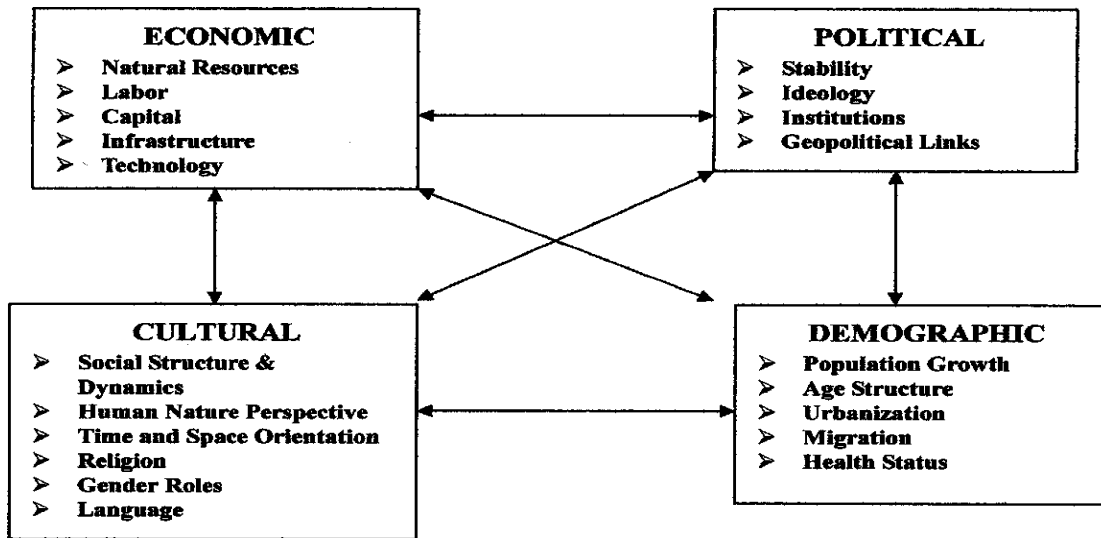 ECONOMIC
➢ Natural Resources
➢ Labor
➢ Capital
➢ Infrastructure
➢ Technology
POLITICAL
➢ Stability
➢ Ideology
➢ Institutions
➢ Geopolitical Links
CULTURAL
➢ Social Structure &
Dynamics
➢ Human Nature Perspective
➢ Time and Space Orientation
➢ Religion
➢ Gender Roles
➢ Language
DEMOGRAPHIC
➢ Population Growth
➢ Age Structure
➢ Urbanization
➢ Migration
➢ Health Status